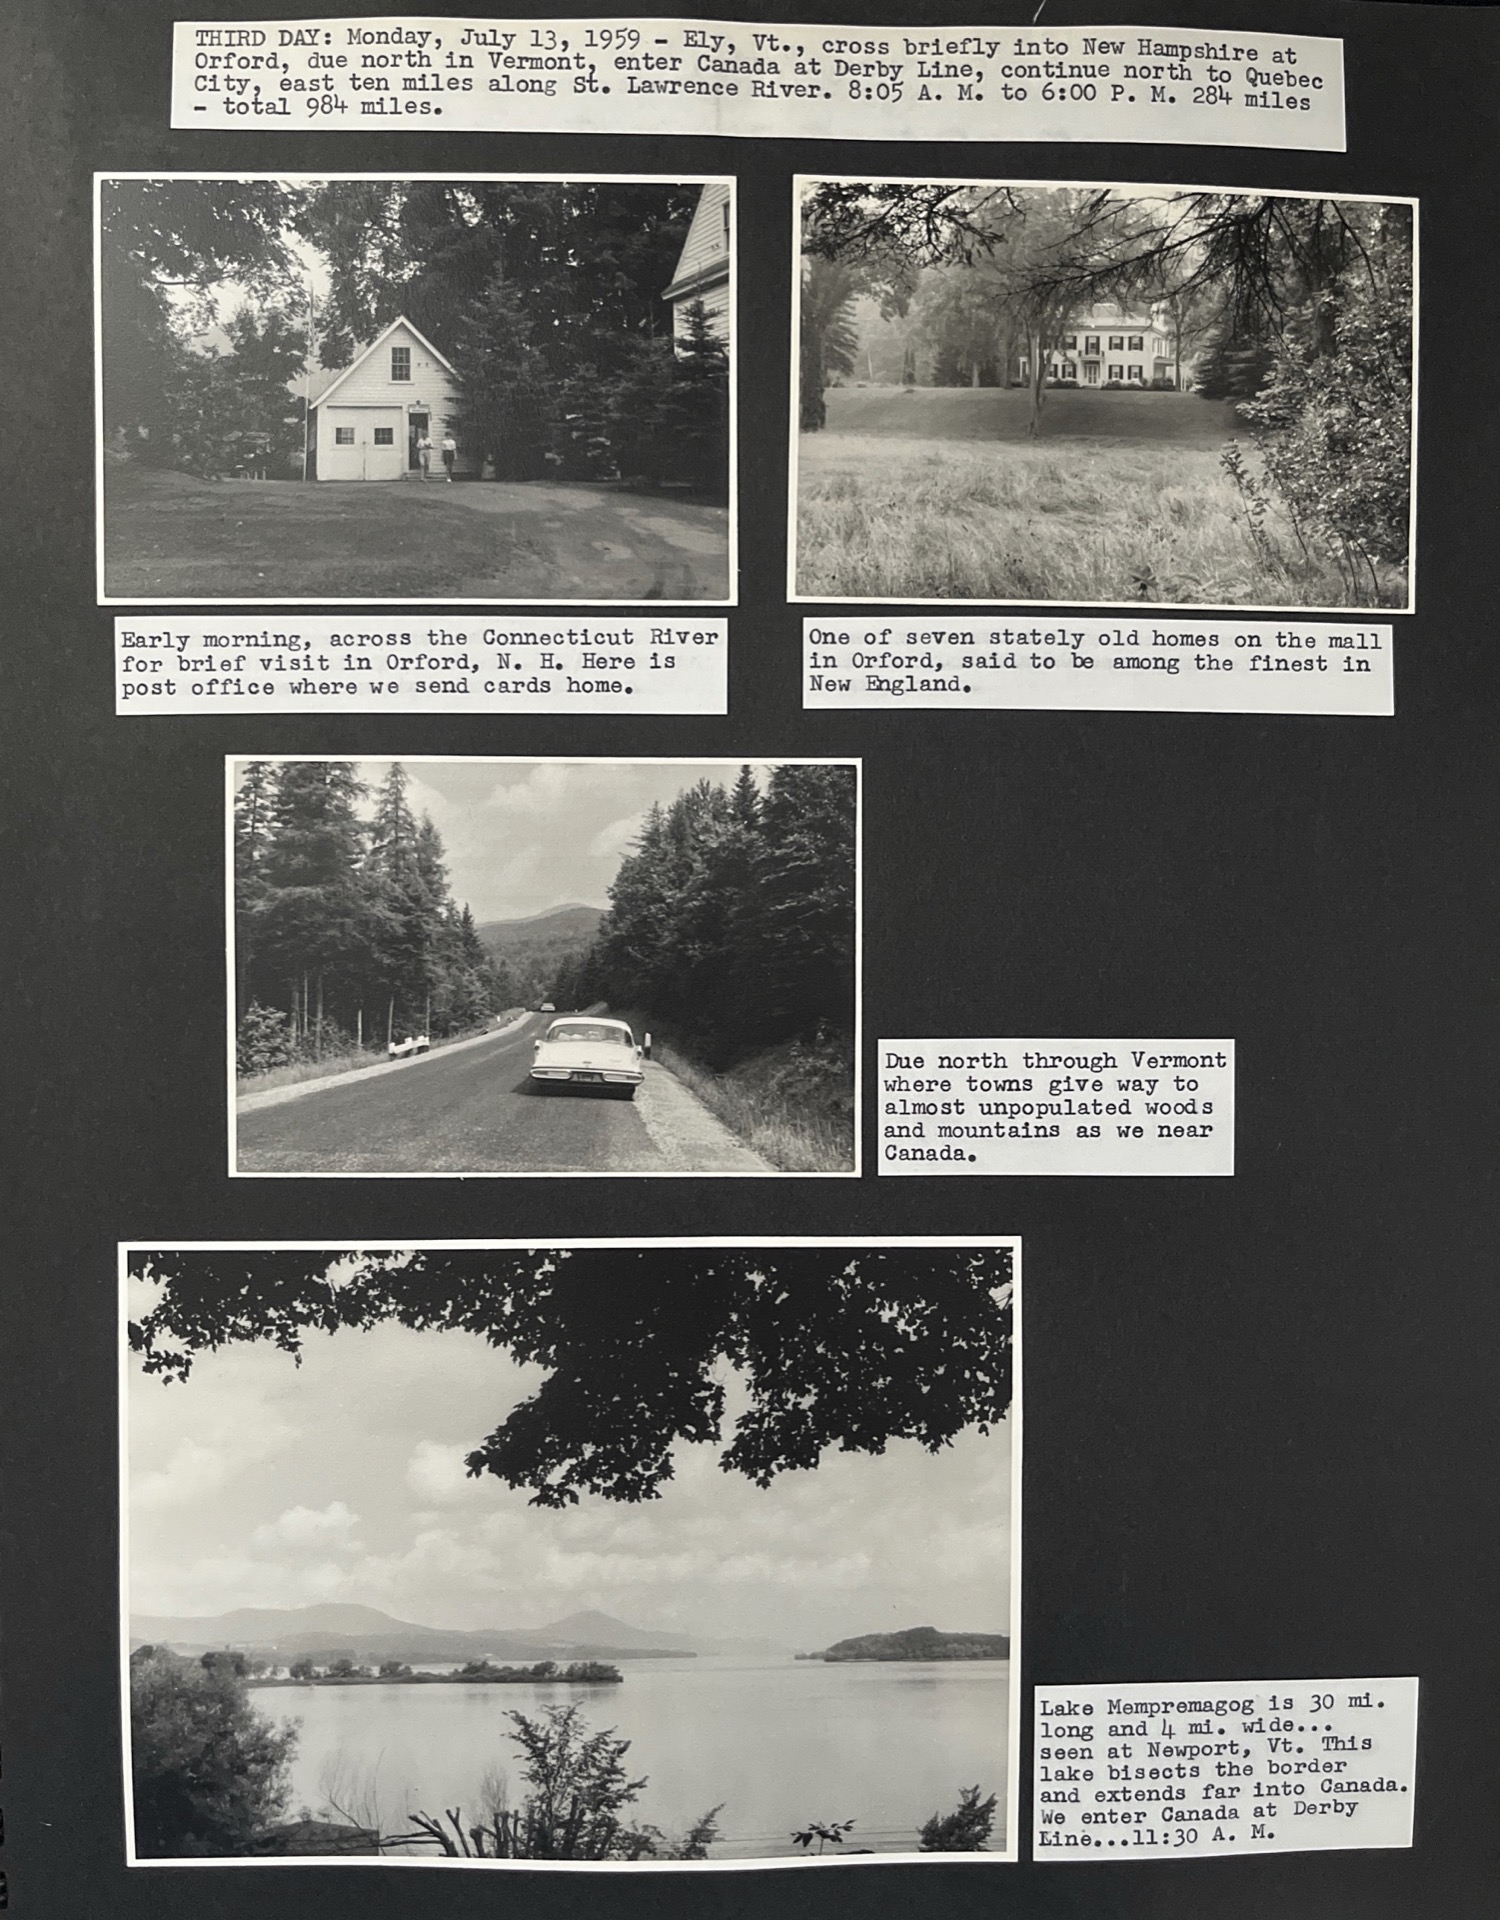 THIRD DAY: Monday, July 13, 1959 - Ely, Vt., cross briefly into New Hampshire at
Orford, due north in Vermont, enter Canada at Derby Line, continue north to Quebec
City, east ten miles along St. Lawrence River. 8:05 A. M. to 6:00 P. M. 284 miles
- total 984 miles.
Early morning, across the Connecticut River
for brief visit in Orford, N. H. Here is
post office where we send cards home.
One of seven stately old homes on the mall
in Orford, said to be among the finest in
New England.
Due north through Vermont
where towns give way to
almost unpopulated woods
and mountains as we near
Canada.
Lake Mempremagog is 30 mi.
long and 4 mi. wide...
seen at Newport, Vt. This
lake bisects the border
and extends far into Canada.
We enter Canada at Derby
Line...11:30 A. M.